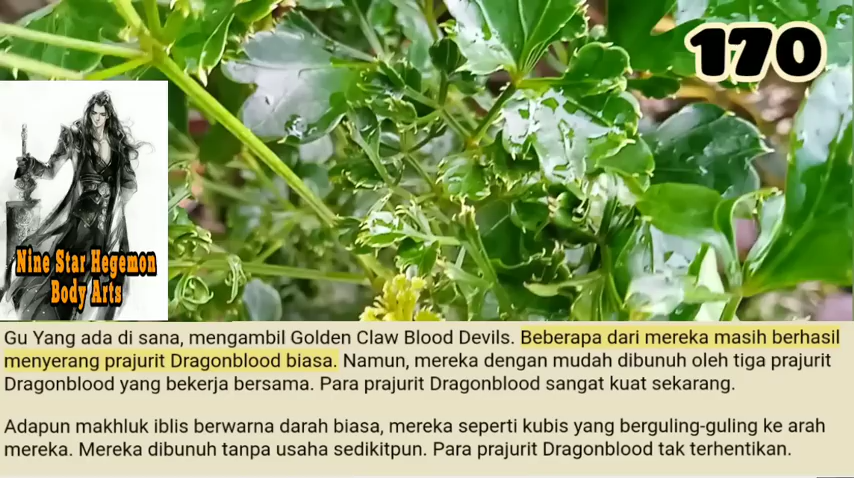 170
Nine Star Hegemon
Body Arts
Gu Yang ada di sana, mengambil Golden Claw Blood Devils. Beberapa dari mereka masih berhasil
menyerang prajurit Dragonblood biasa. Namun, mereka dengan mudah dibunuh oleh tiga prajurit
Dragonblood yang bekerja bersama. Para prajurit Dragonblood sangat kuat sekarang.
Adapun makhluk iblis berwarna darah biasa, mereka seperti kubis yang berguling-guling ke arah
mereka. Mereka dibunuh tanpa usaha sedikitpun. Para prajurit Dragonblood tak terhentikan.